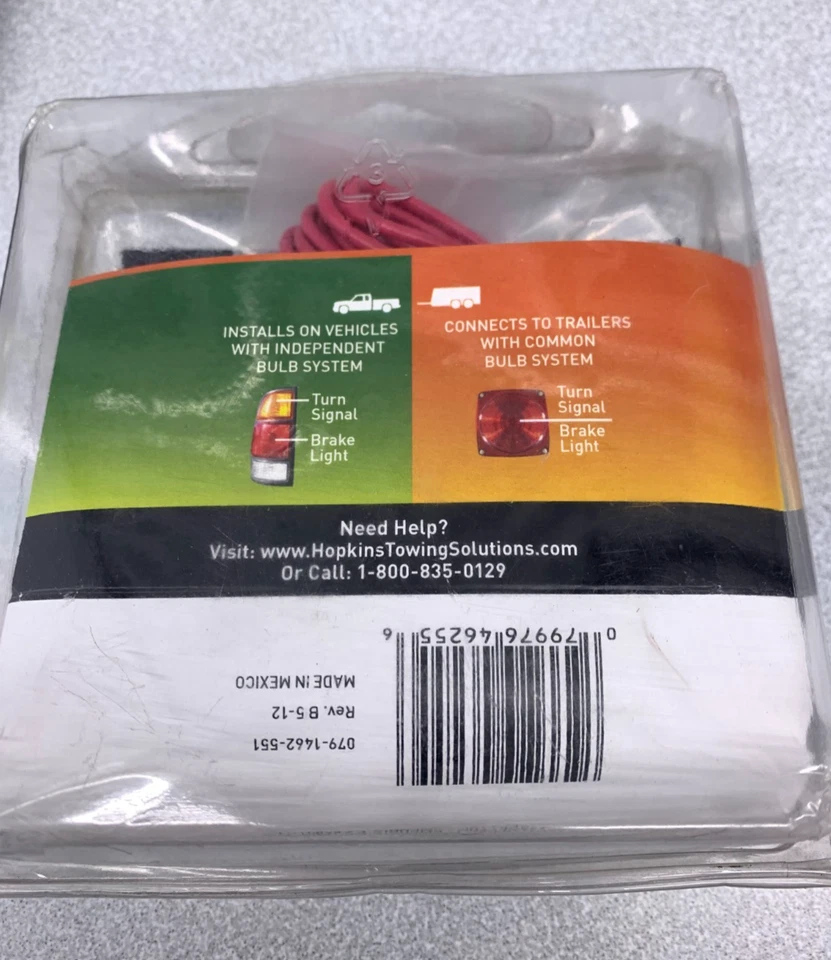 3
V
INSTALLS ON VEHICLES
WITH INDEPENDENT
BULB SYSTEM
Turn
Signal
Brake
Light
CONNECTS TO TRAILERS
WITH COMMON
BULB SYSTEM
Turn
Signal
Brake
Light
Need Help?
Visit: www.HopkinsTowingSolutions.com
Or Call: 1-800-835-0129
0 79976 46255 6
MADE IN MEXICO
Rev. B 5-12
079-1462-551